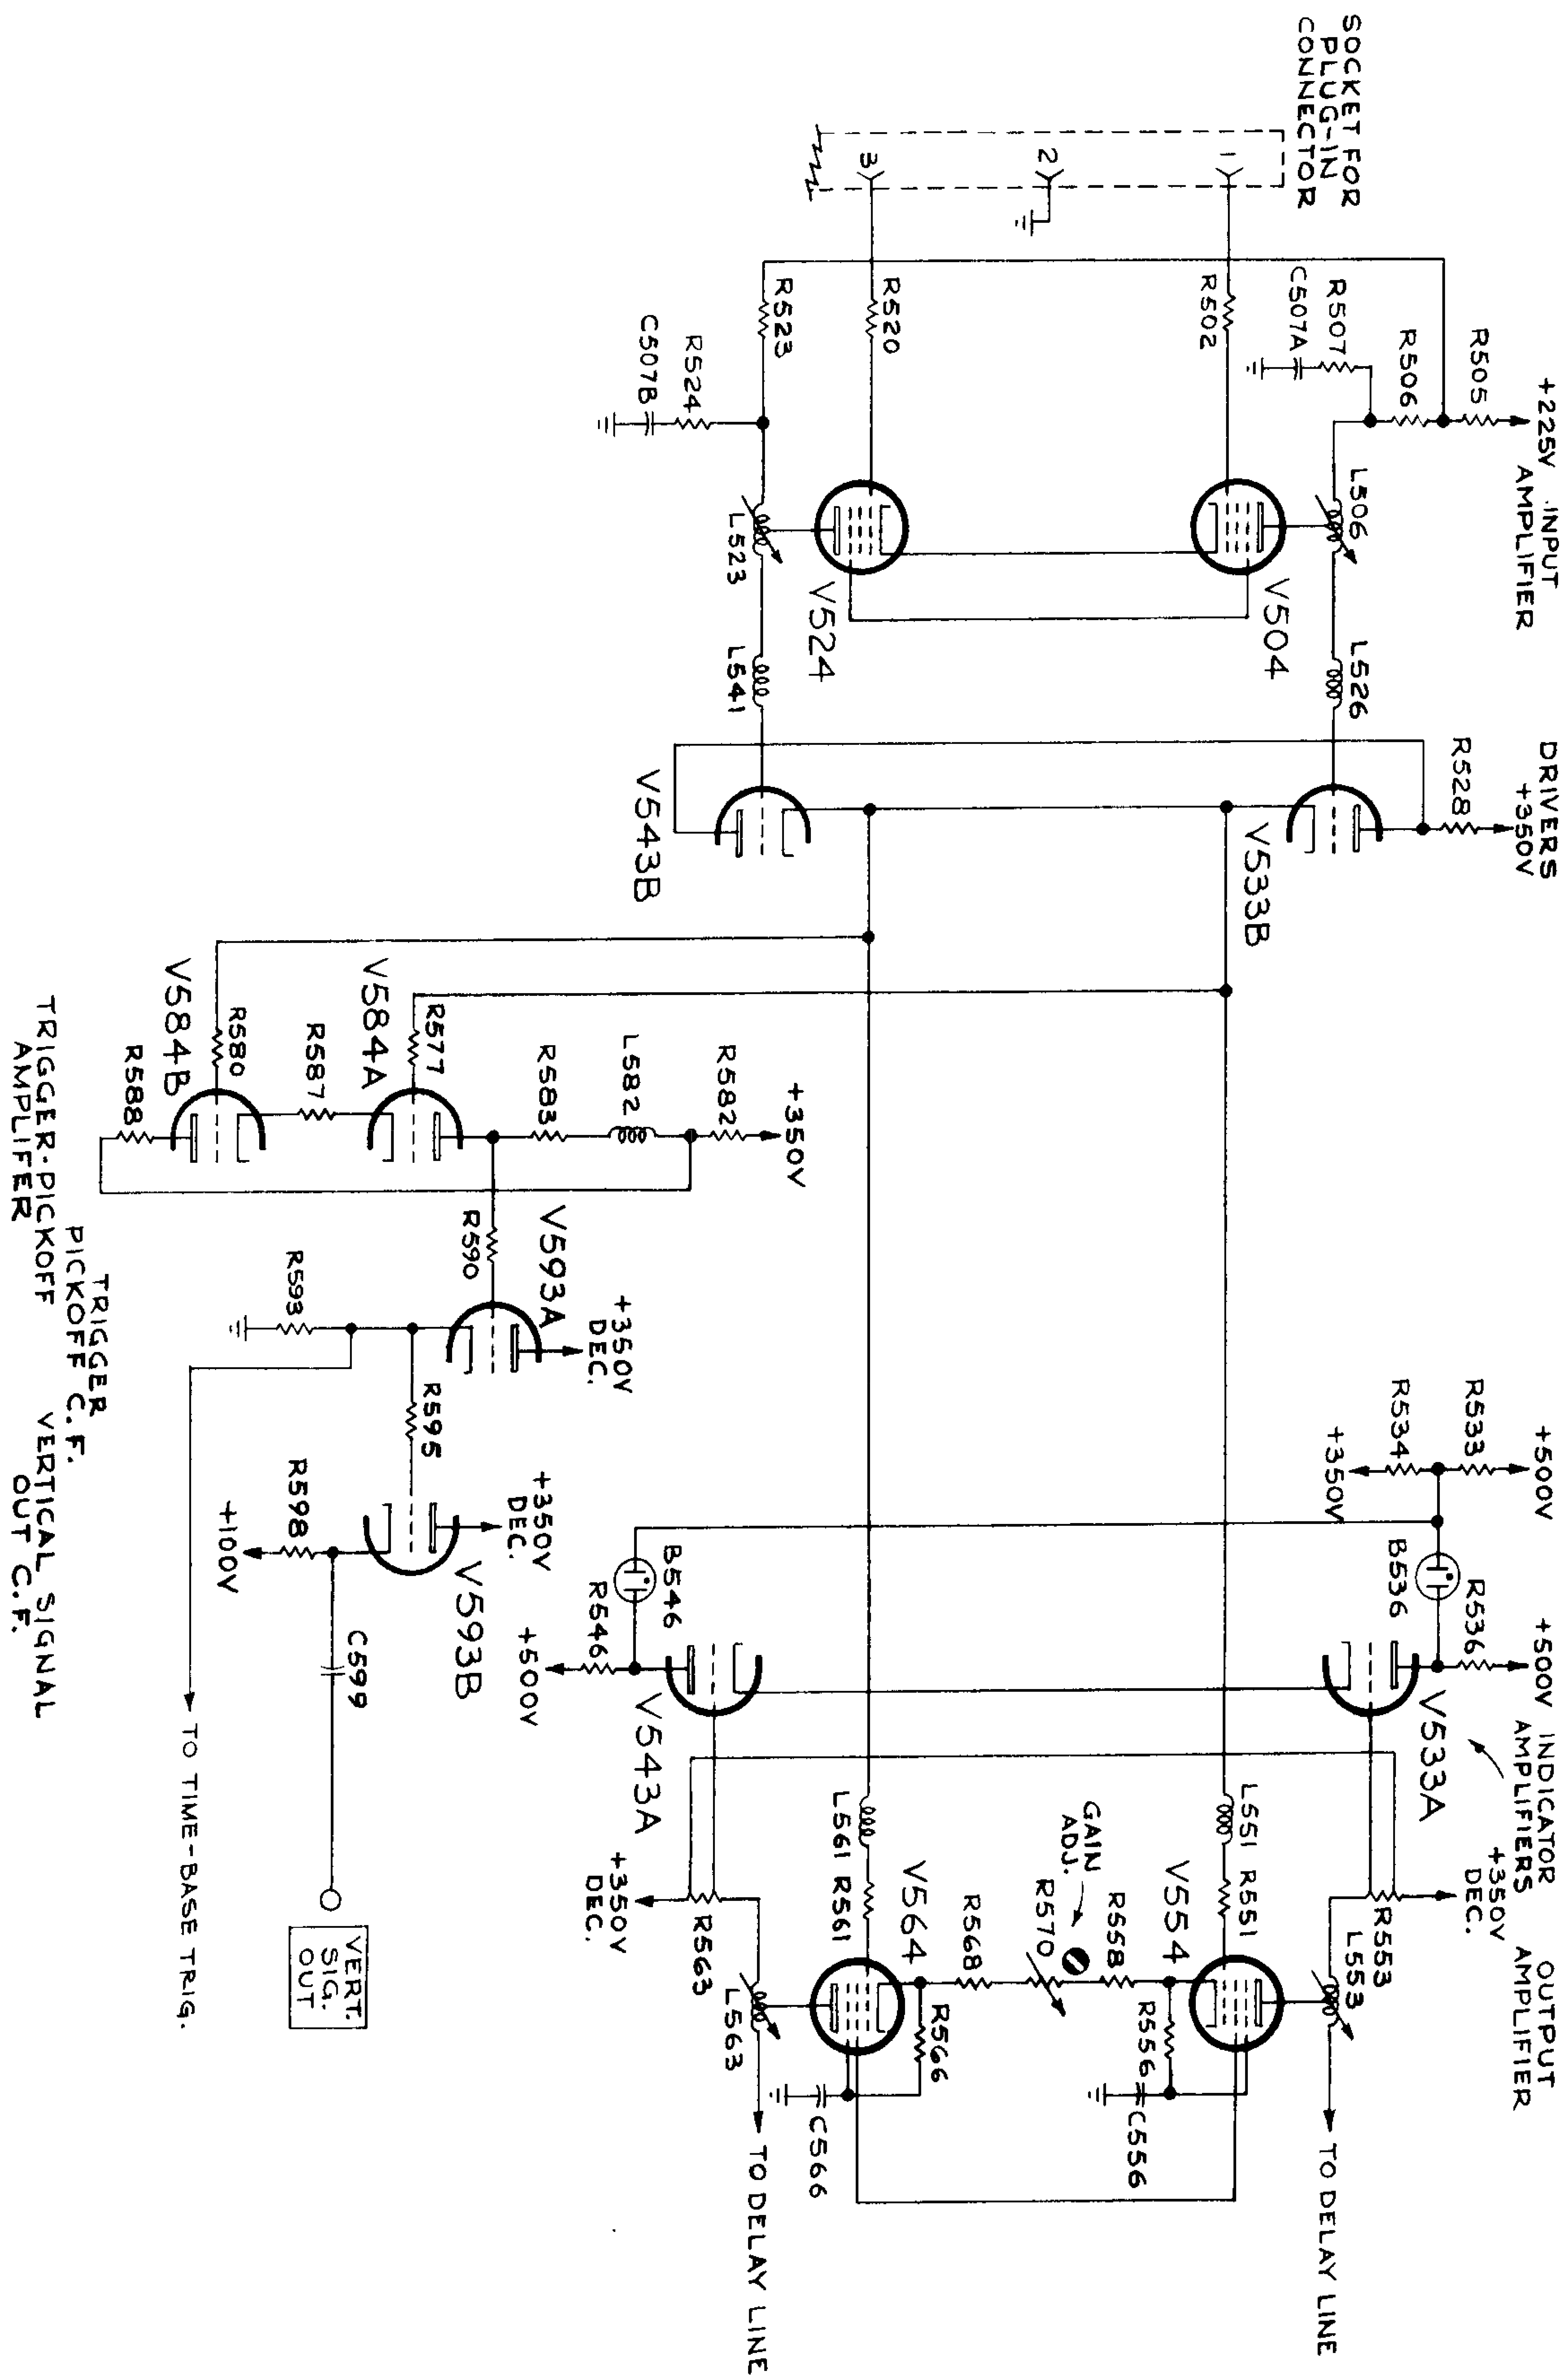 SOCKET FOR
PLUG-IN
CONNECTOR
1
2
3
+225V
INPUT
AMPLIFIER
R505
R506
R507
C507A
R502
R520
R523
R524
C507B
L506
L523
V504
V524
L526
L541
DRIVERS
+350V
R528
V533B
V543B
+350V
R582
L582
R583
R577
V584A
R587
R580
V584B
R588
TRIGGER-PICKOFF
AMPLIFER
V593A
R590
+350V
DEC.
R593
TRIGGER
PICKOFF C.F.
R595
+350V
DEC.
V593B
R598
+100V
C599
VERTICAL SIGNAL
OUT C.F.
TO TIME-BASE TRIG.
VERT.
SIG.
OUT
+500V
R533
R534
+350V
B536
R536
+500V
V533A
INDICATOR
AMPLIFIERS
B546
R546
+500V
V543A
+350V
DEC.
R553
L553
OUTPUT
AMPLIFIER
L551
R551
V554
R556
C556
R558
GAIN
ADJ.
R570
R568
V564
R566
C566
L561
R561
R563
+350V
DEC.
L563
TO DELAY LINE
TO DELAY LINE